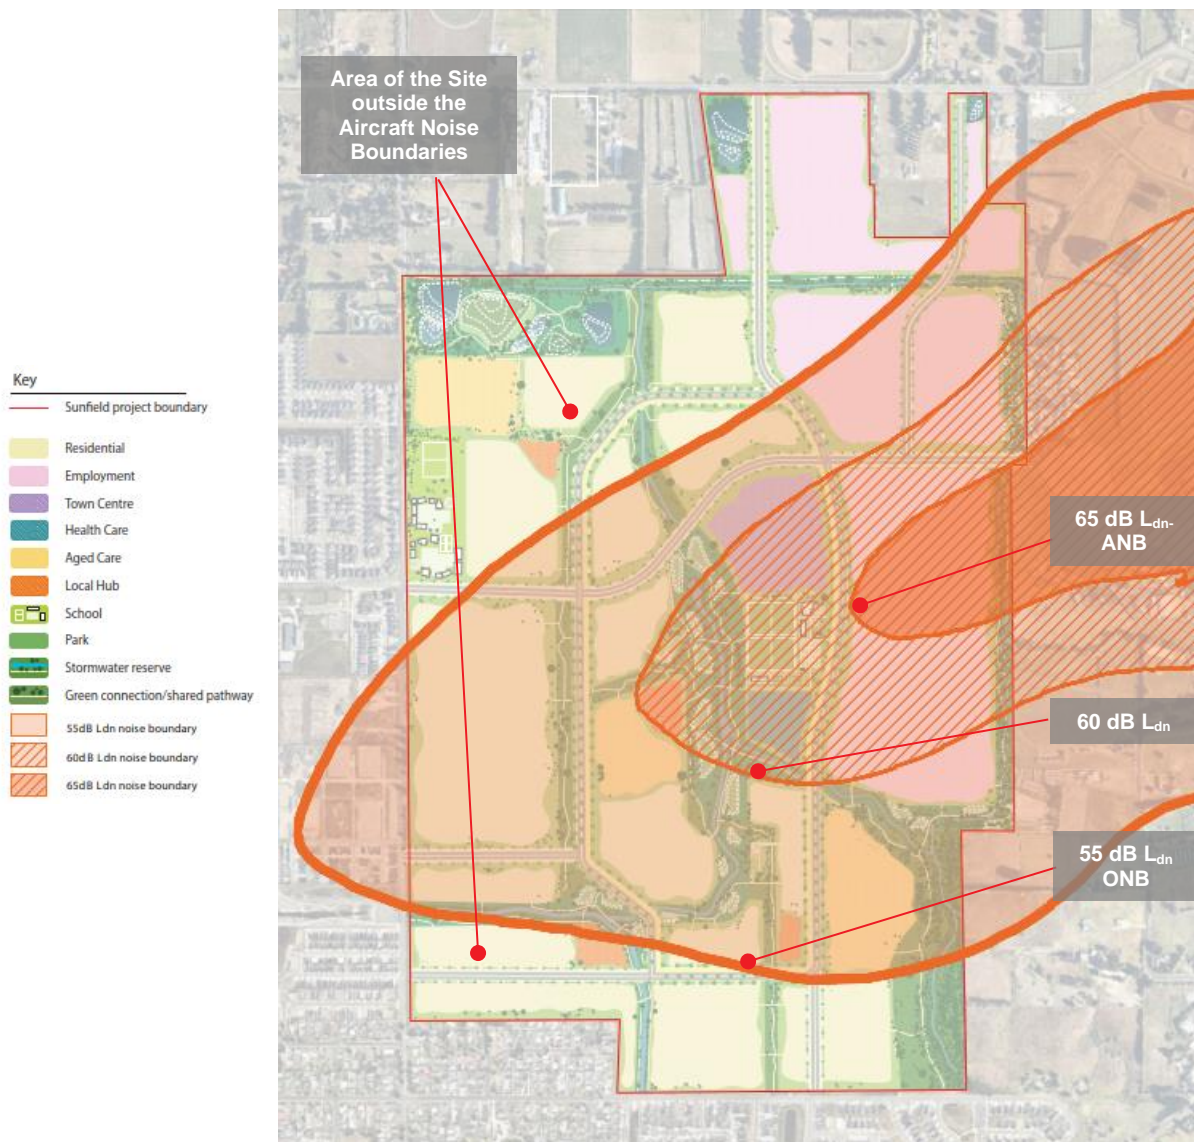 Area of the Site
outside the
Aircraft Noise
Boundaries
Key
Sunfield project boundary
Residential
Employment
Town Centre
Health Care
Aged Care
Local Hub
School
Park
Stormwater reserve
Green connection/shared pathway
55dB Ldn noise boundary
60dB Ldn noise boundary
65dB Ldn noise boundary
65 dB Ldn-
ANB
60 dB Ldn
55 dB Ldn
ONB